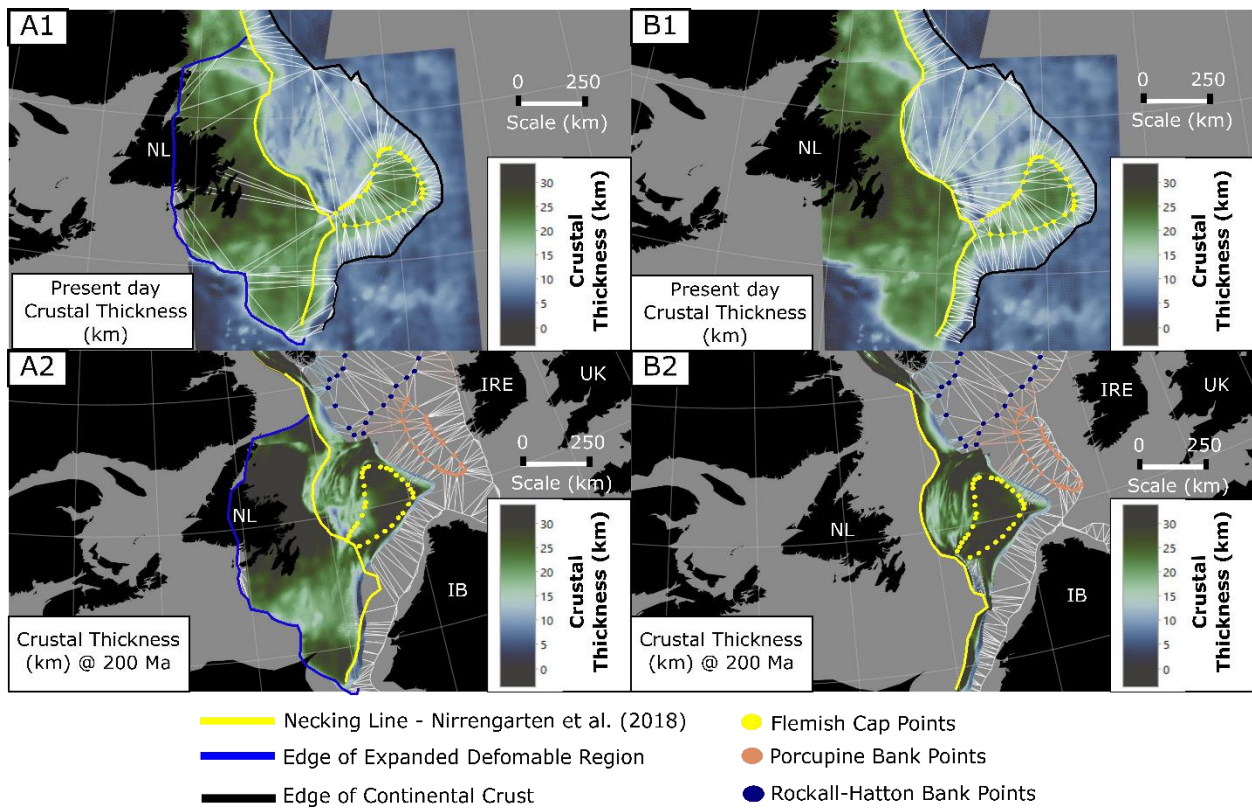 A1
NL
0 250
Scale (km)
30
25
20
15
10
5
0
Crustal
Thickness (km)
Present day
Crustal Thickness
(km)
B1
NL
0 250
Scale (km)
30
25
20
15
10
5
0
Crustal
Thickness (km)
Present day
Crustal Thickness (km)
A2
IRE
UK
0 250
Scale (km)
NL
IB
30
25
20
15
10
5
0
Crustal
Thickness (km)
Crustal Thickness
(km) @ 200 Ma
B2
IRE
UK
0 250
Scale (km)
NL
IB
30
25
20
15
10
5
0
Crustal
Thickness (km)
Crustal Thickness
(km) @ 200 Ma
Necking Line - Nirrengarten et al. (2018)
Edge of Expanded Defomable Region
Edge of Continental Crust
Flemish Cap Points
Porcupine Bank Points
Rockall-Hatton Bank Points